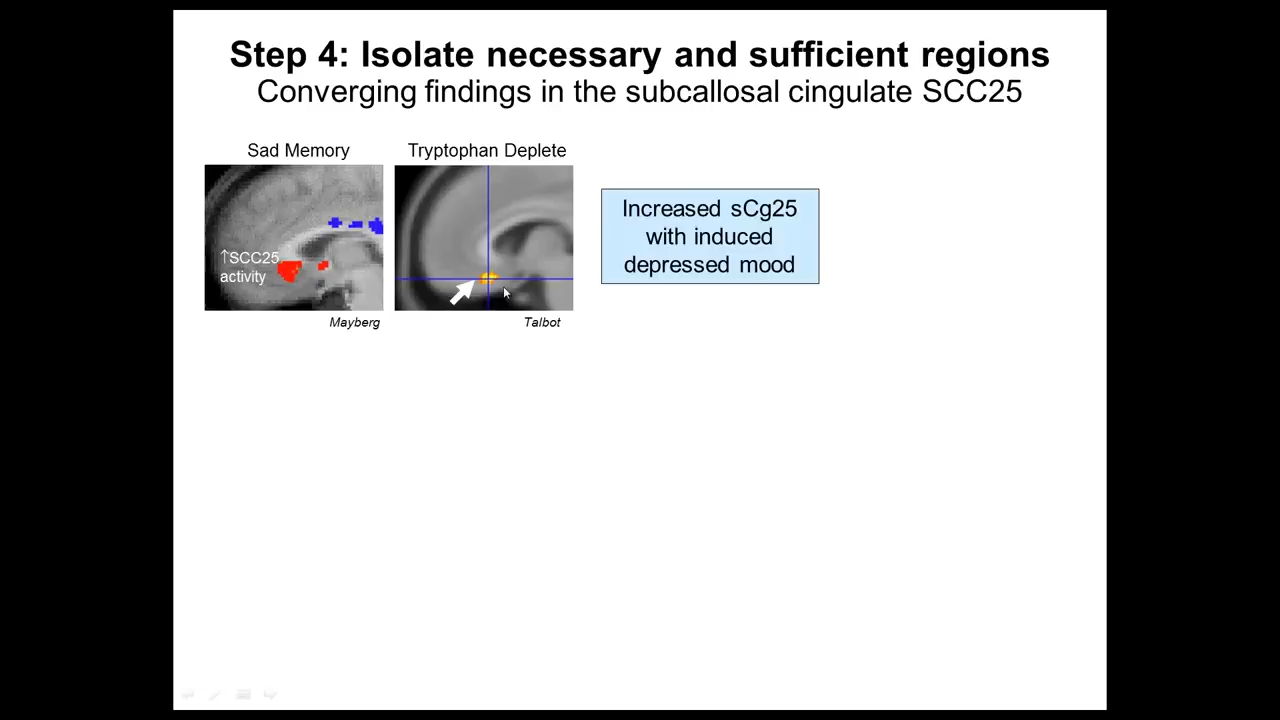 Step 4: Isolate necessary and sufficient regions
Converging findings in the subcallosal cingulate SCC25
Sad Memory
Tryptophan Deplete
↑SCC25
activity
Mayberg
Talbot
Increased sCg25
with induced
depressed mood